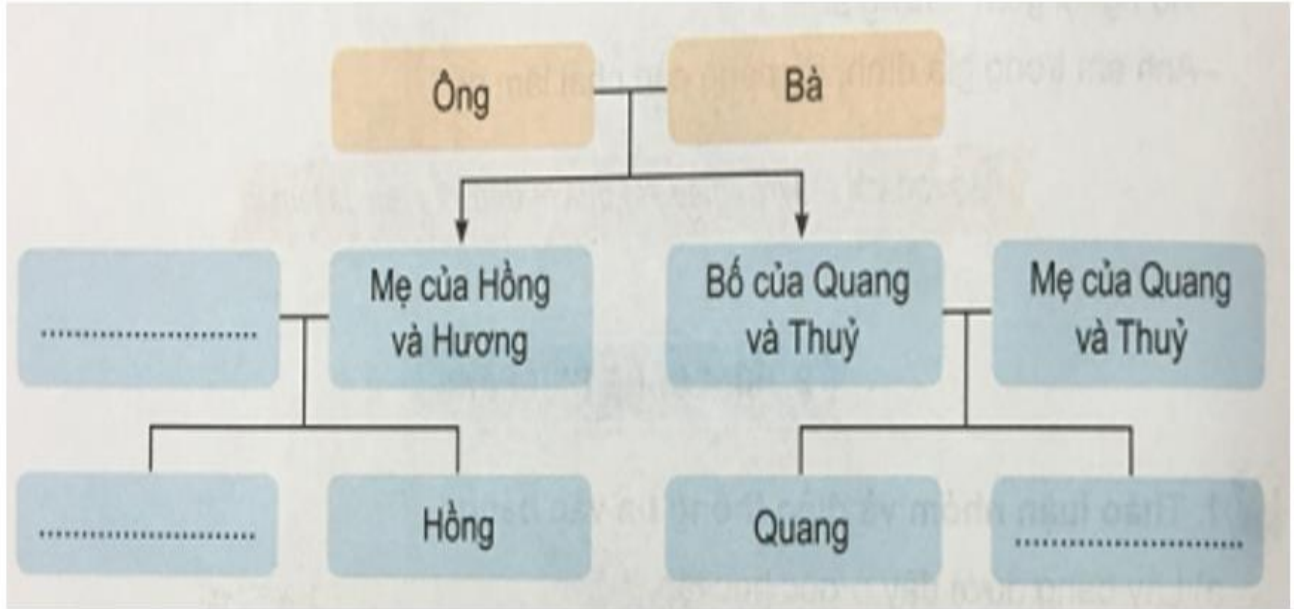 Ông
Bà
Mẹ của Hồng
và Hương
Bố của Quang
và Thuỷ
Mẹ của Quang
và Thuỷ
........................
........................
Hồng
Quang
........................